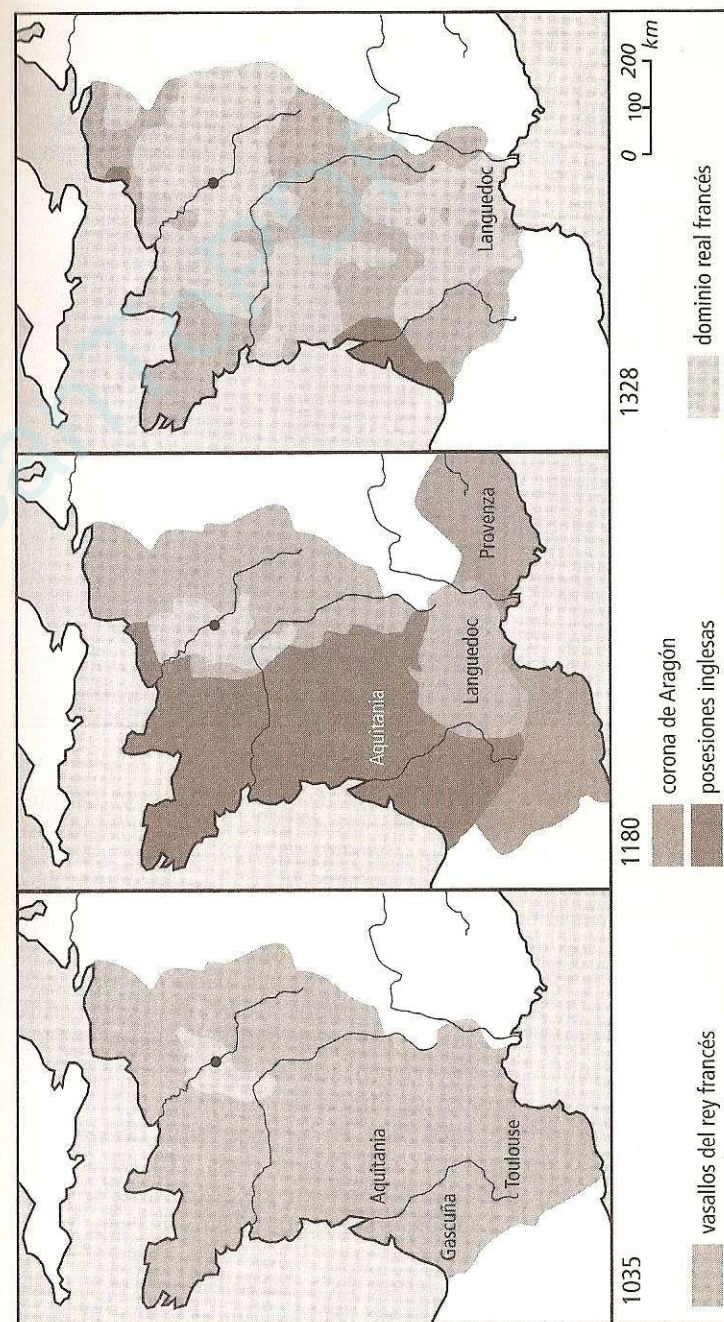 Aquitania
Gascuña
Toulouse
1035
Aquitania
Languedoc
Provenza
1180
Languedoc
1328
0 100 200
km
vasallos del rey francés
corona de Aragón
posesiones inglesas
dominio real francés